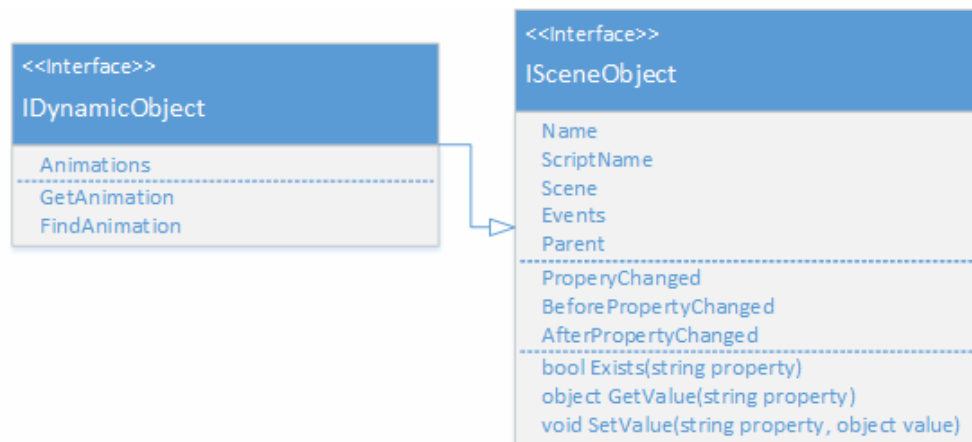 <<Interface>>
IDynamicObject
Animations
GetAnimation
FindAnimation
<<Interface>>
ISceneObject
Name
ScriptName
Scene
Events
Parent
ProperyChanged
BeforePropertyChanged
AfterPropertyChanged
bool Exists(string property)
object GetValue(string property)
void SetValue(string property, object value)